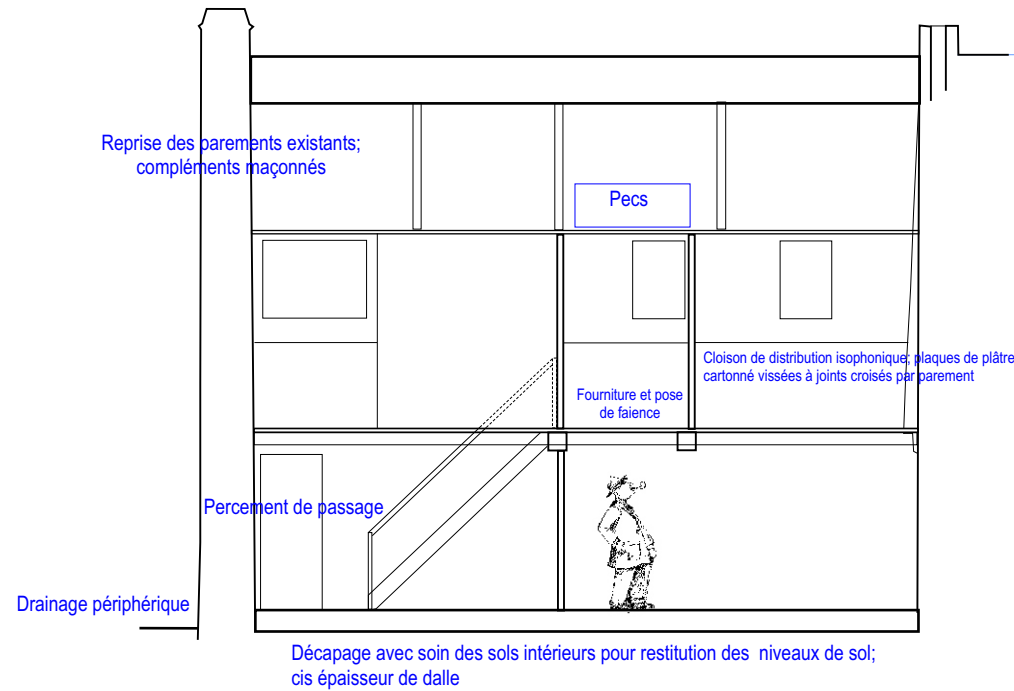 Reprise des parements existants;
compléments maçonnés
Pecs
Cloison de distribution isophonique; plaques de plâtre
cartonné vissées à joints croisés par parement
Fourniture et pose
de faience
Percement de passage
Drainage périphérique
Décapage avec soin des sols intérieurs pour restitution des niveaux de sol;
cis épaisseur de dalle